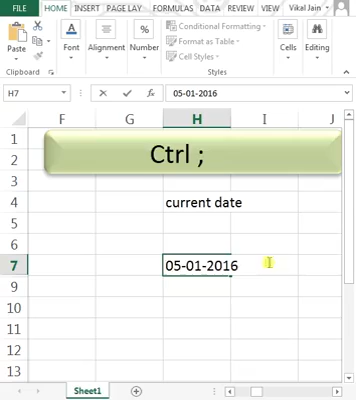 FILE HOME INSERT PAGE LAY FORMULAS DATA REVIEW VIEW Vikal Jain
Paste Font Alignment Number Conditional Formatting Format as Table Cell Styles Cells Editing
Clipboard Styles
H7 05-01-2016
F G H I J
1
Ctrl ;
2
3
4 current date
5
6
7 05-01-2016
8
9
10
11
12
13
Sheet1